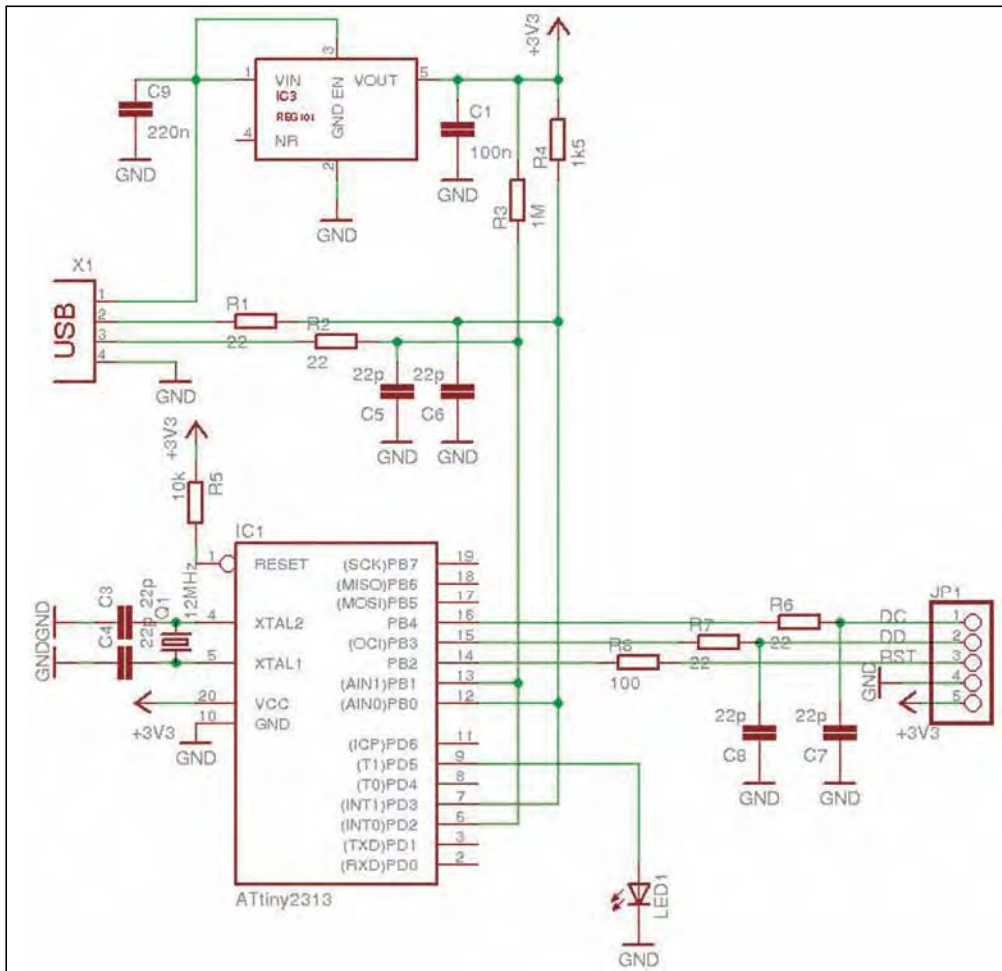 +3V3
3
1 VIN VOUT 5
IC3
REG101
GND EN
4 NR
2
C9
220n
GND
GND
C1
100n
GND
R4
1k5
R3
1M
X1
USB
1
2
3
4
GND
R1
22
R2
22
22p
C5
GND
22p
C6
GND
+3V3
10k
R5
IC1
1 RESET
12MHz
Q1
GND C3 22p
4 XTAL2
GND C4 22p
5 XTAL1
20 VCC
+3V3
10 GND
GND
(SCK)PB7 19
(MISO)PB6 18
(MOSI)PB5 17
PB4 16
(OCI)PB3 15
PB2 14
(AIN1)PB1 13
(AIN0)PB0 12
(ICP)PD6 11
(T1)PD5 9
(T0)PD4 8
(INT1)PD3 7
(INT0)PD2 6
(TXD)PD1 3
(RXD)PD0 2
ATtiny2313
R6
22
R7
22
R8
100
JP1
DC 1
DD 2
RST 3
GND 4
+3V3 5
22p
C8
GND
22p
C7
GND
LED1
GND